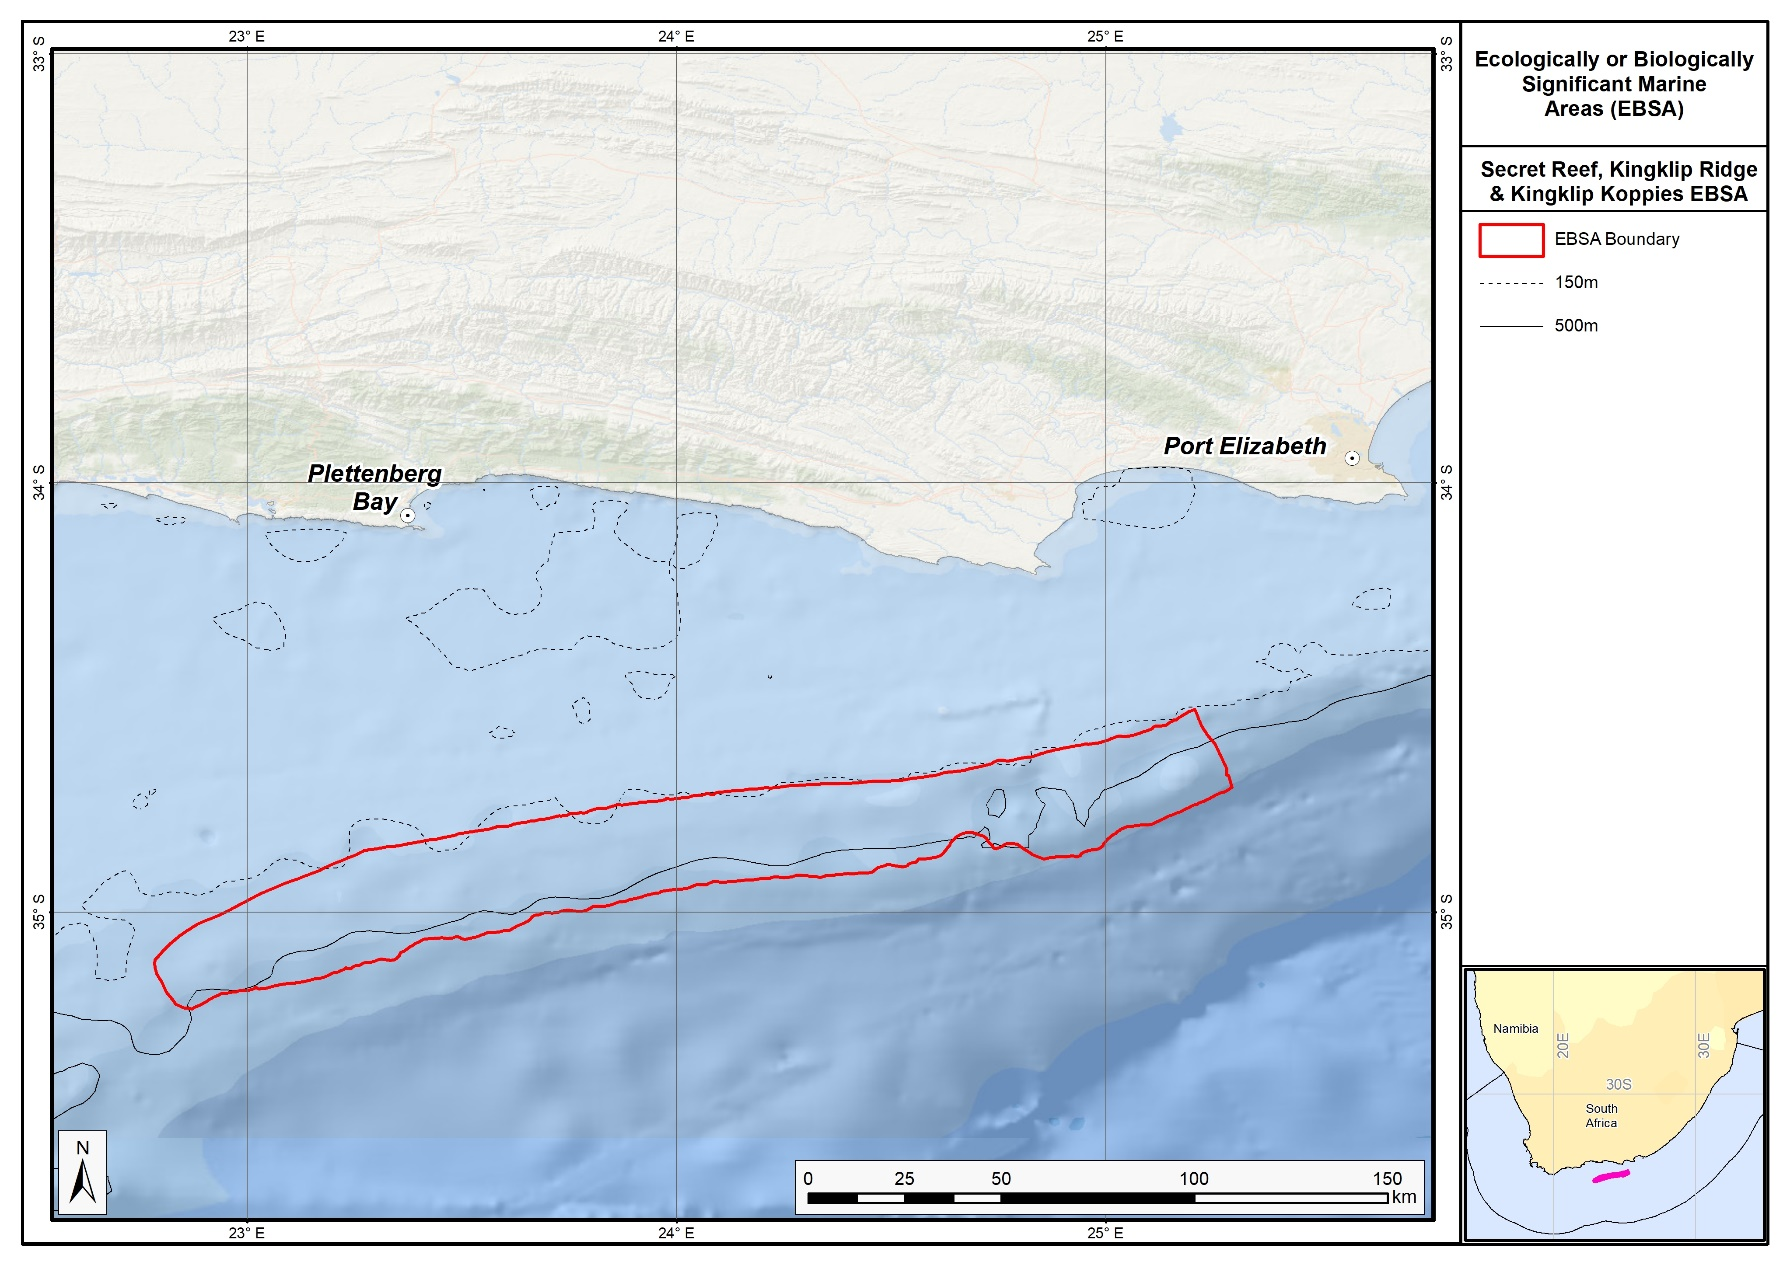 23° E
24° E
25° E
33° S
33° S
34° S
34° S
35° S
35° S
Plettenberg
Bay
Port Elizabeth
N
0 25 50 100 150
km
23° E
24° E
25° E
Ecologically or Biologically
Significant Marine
Areas (EBSA)
Secret Reef, Kingklip Ridge
& Kingklip Koppies EBSA
EBSA Boundary
150m
500m
Namibia
20E
30E
30S
South
Africa